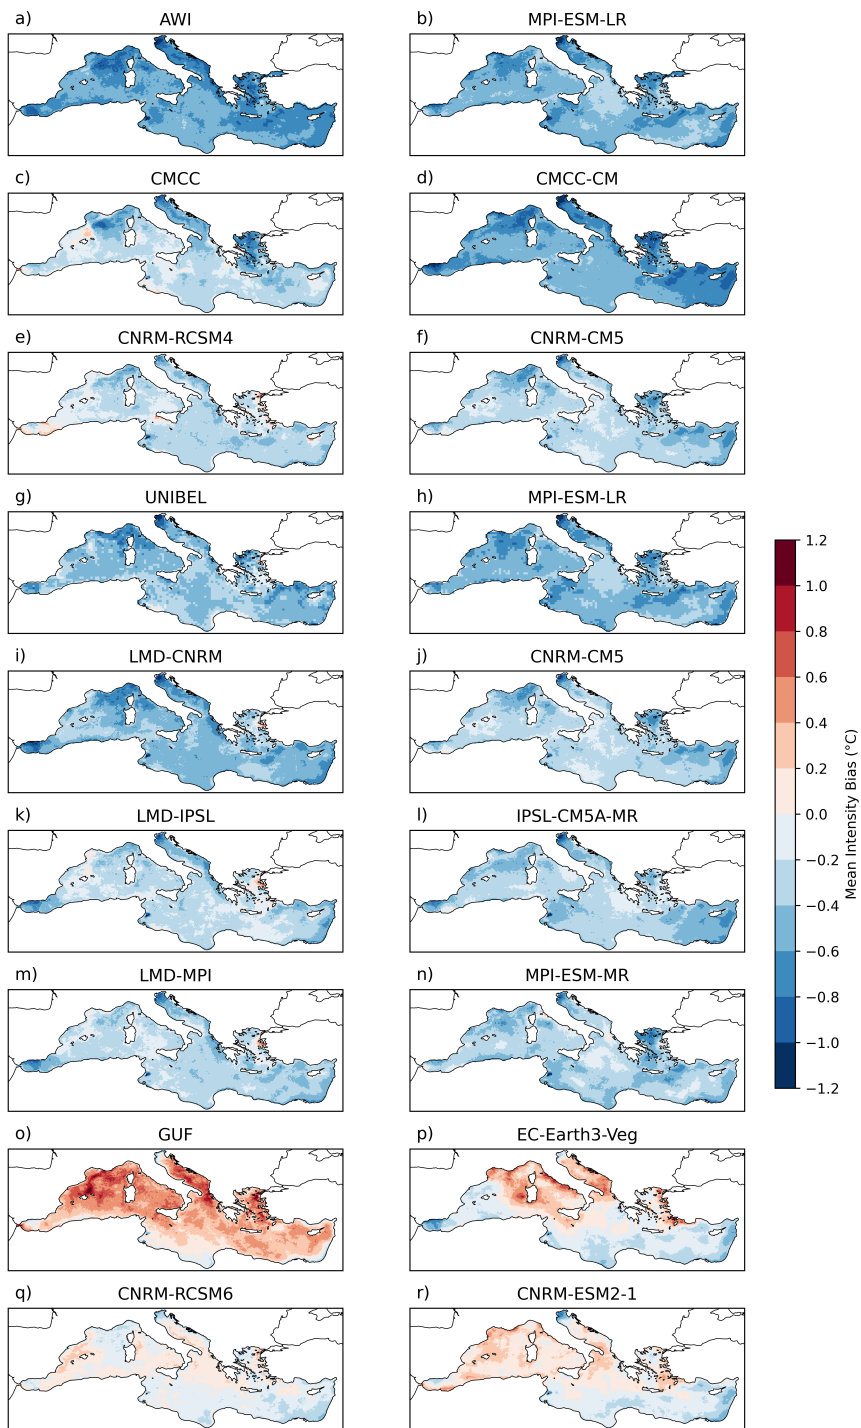 a) AWI
b) MPI-ESM-LR
c) CMCC
d) CMCC-CM
e) CNRM-RCSM4
f) CNRM-CM5
g) UNIBEL
h) MPI-ESM-LR
i) LMD-CNRM
j) CNRM-CM5
k) LMD-IPSL
l) IPSL-CM5A-MR
m) LMD-MPI
n) MPI-ESM-MR
o) GUF
p) EC-Earth3-Veg
q) CNRM-RCSM6
r) CNRM-ESM2-1
1.2
1.0
0.8
0.6
0.4
0.2
0.0
−0.2
−0.4
−0.6
−0.8
−1.0
−1.2
Mean Intensity Bias (°C)